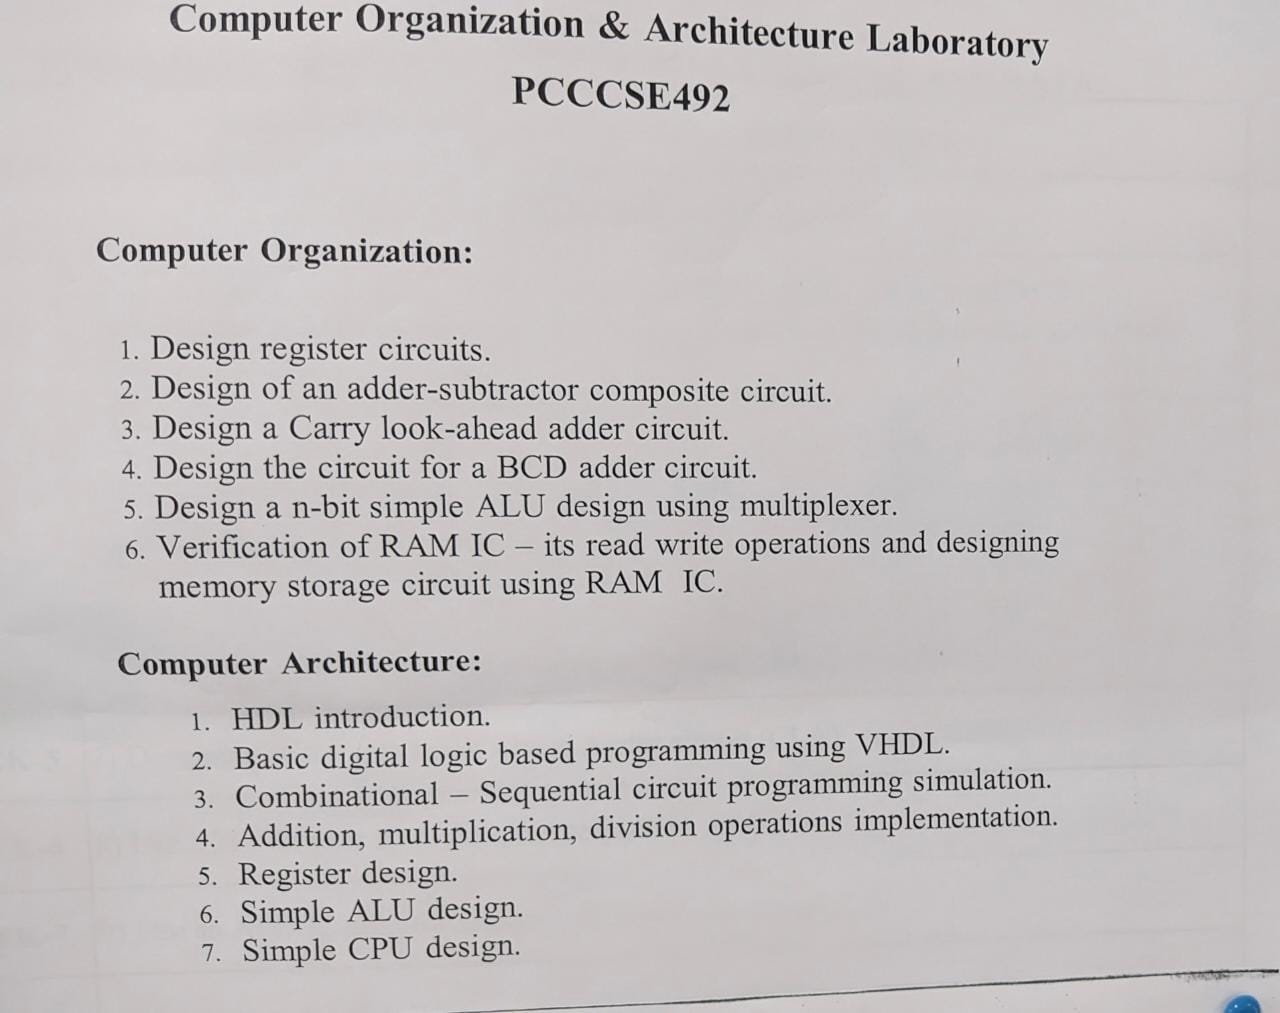 Computer Organization & Architecture Laboratory
PCCCSE492
Computer Organization:
1. Design register circuits.
2. Design of an adder-subtractor composite circuit.
3. Design a Carry look-ahead adder circuit.
4. Design the circuit for a BCD adder circuit.
5. Design a n-bit simple ALU design using multiplexer.
6. Verification of RAM IC – its read write operations and designing
memory storage circuit using RAM IC.
Computer Architecture:
1. HDL introduction.
2. Basic digital logic based programming using VHDL.
3. Combinational – Sequential circuit programming simulation.
4. Addition, multiplication, division operations implementation.
5. Register design.
6. Simple ALU design.
7. Simple CPU design.